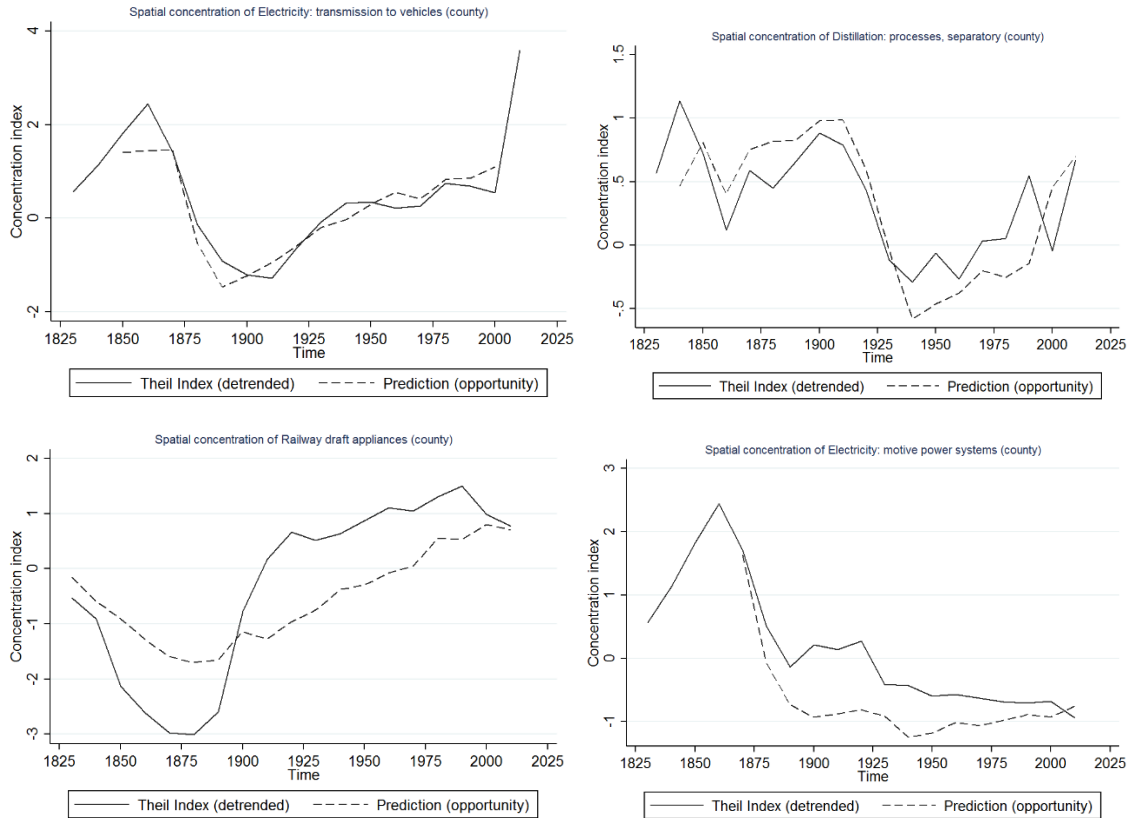 Spatial concentration of Electricity: transmission to vehicles (county)
Concentration index
4
2
0
-2
1825 1850 1875 1900 1925 1950 1975 2000 2025
Time
Theil Index (detrended) Prediction (opportunity)
Spatial concentration of Distillation: processes, separatory (county)
Concentration index
1.5
1
.5
0
-.5
1825 1850 1875 1900 1925 1950 1975 2000 2025
Time
Theil Index (detrended) Prediction (opportunity)
Spatial concentration of Railway draft appliances (county)
Concentration index
2
1
0
-1
-2
-3
1825 1850 1875 1900 1925 1950 1975 2000 2025
Time
Theil Index (detrended) Prediction (opportunity)
Spatial concentration of Electricity: motive power systems (county)
Concentration index
3
2
1
0
-1
1825 1850 1875 1900 1925 1950 1975 2000 2025
Time
Theil Index (detrended) Prediction (opportunity)